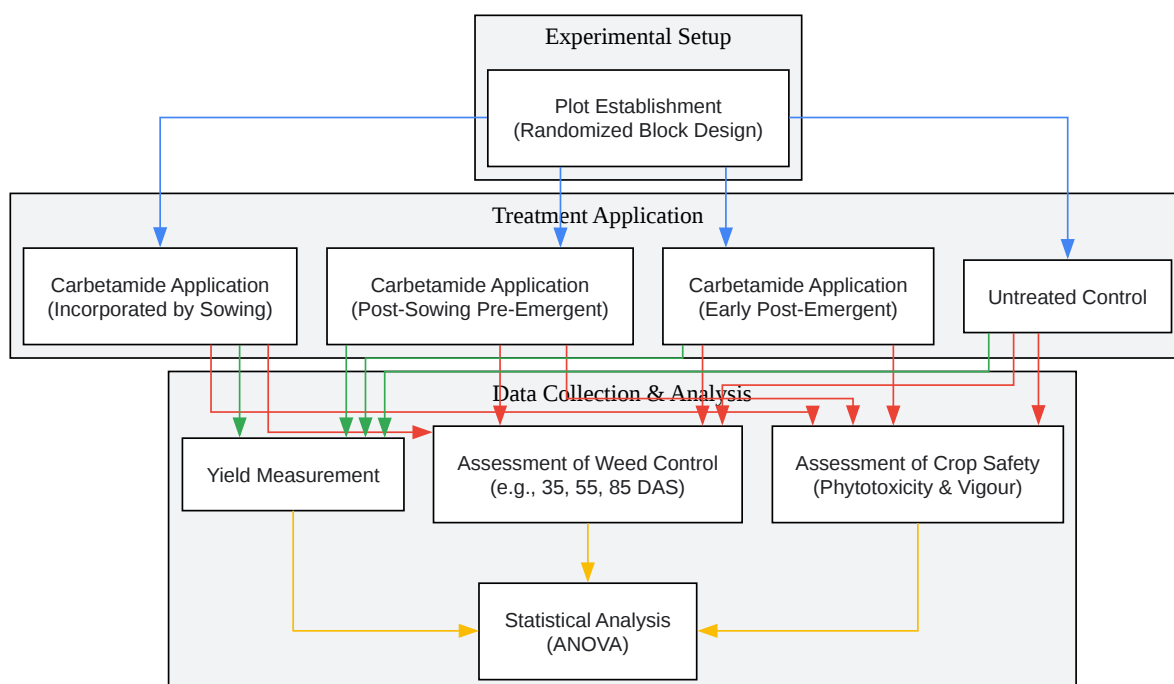 Experimental Setup
Plot Establishment
(Randomized Block Design)
Treatment Application
Carbetamide Application
(Incorporated by Sowing)
Carbetamide Application
(Post-Sowing Pre-Emergent)
Carbetamide Application
(Early Post-Emergent)
Untreated Control
Data Collection & Analysis
Yield Measurement
Assessment of Weed Control
(e.g., 35, 55, 85 DAS)
Assessment of Crop Safety
(Phytotoxicity & Vigour)
Statistical Analysis
(ANOVA)